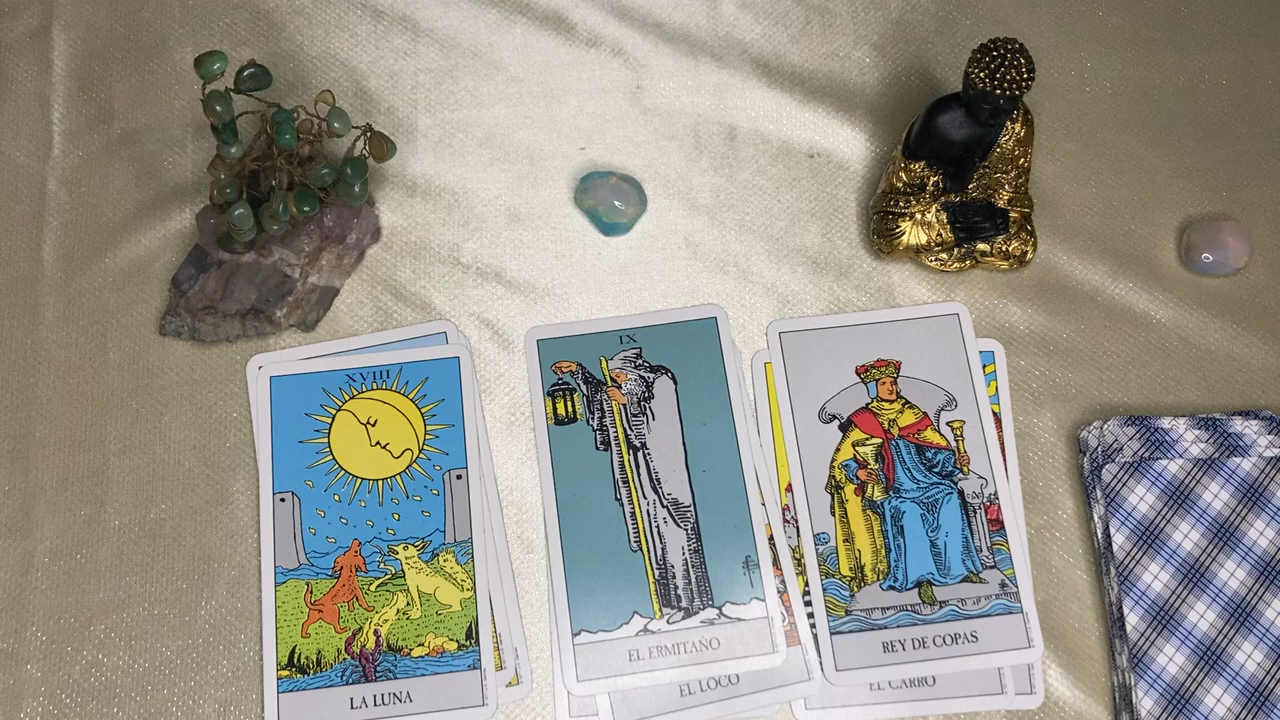 XVIII
LA LUNA
IX
EL ERMITAÑO
EL LOCO
REY DE COPAS
EL CARRO